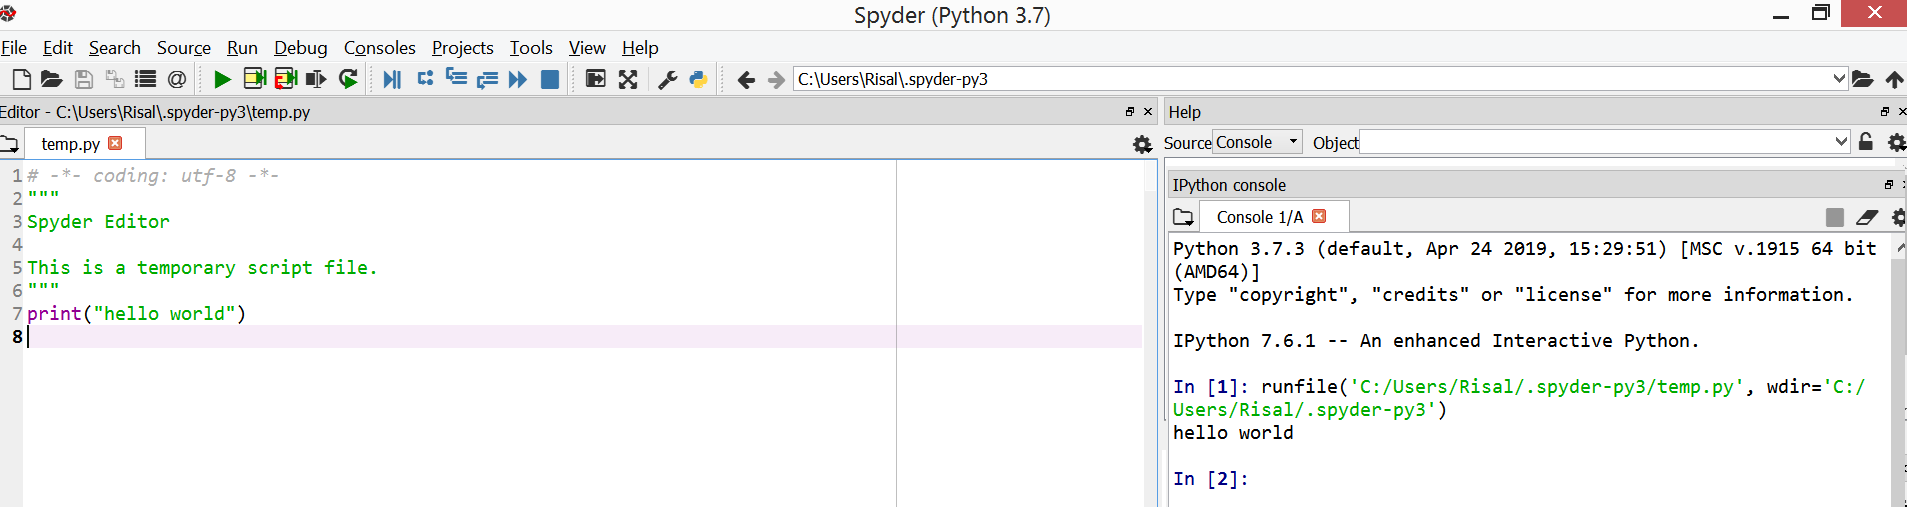 Spyder (Python 3.7)
File Edit Search Source Run Debug Consoles Projects Tools View Help
C:\Users\Risal\.spyder-py3
Editor - C:\Users\Risal\.spyder-py3\temp.py
temp.py
1 # -*- coding: utf-8 -*-
2 """
3 Spyder Editor
4
5 This is a temporary script file.
6 """
7 print("hello world")
8
Help
Source Console Object
IPython console
Console 1/A
Python 3.7.3 (default, Apr 24 2019, 15:29:51) [MSC v.1915 64 bit
(AMD64)]
Type "copyright", "credits" or "license" for more information.
IPython 7.6.1 -- An enhanced Interactive Python.
In [1]: runfile('C:/Users/Risal/.spyder-py3/temp.py', wdir='C:/
Users/Risal/.spyder-py3')
hello world
In [2]: